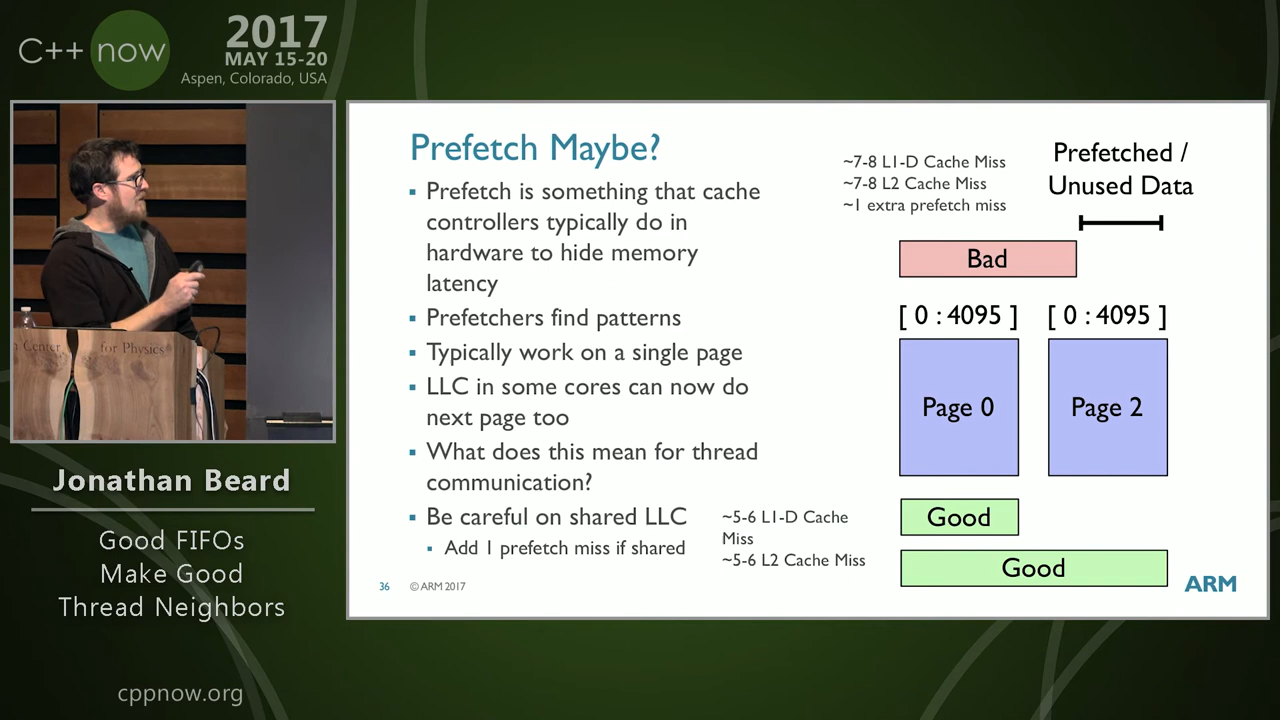 C++ now
2017
MAY 15-20
Aspen, Colorado, USA
n Center for Physics
Jonathan Beard
Good FIFOs
Make Good
Thread Neighbors
cppnow.org
Prefetch Maybe?
▪ Prefetch is something that cache
controllers typically do in
hardware to hide memory
latency
▪ Prefetchers find patterns
▪ Typically work on a single page
▪ LLC in some cores can now do
next page too
▪ What does this mean for thread
communication?
▪ Be careful on shared LLC
▪ Add 1 prefetch miss if shared
~7-8 L1-D Cache Miss
~7-8 L2 Cache Miss
~1 extra prefetch miss
Prefetched /
Unused Data
Bad
[ 0 : 4095 ] [ 0 : 4095 ]
Page 0 Page 2
~5-6 L1-D Cache
Miss
~5-6 L2 Cache Miss
Good
Good
36 © ARM 2017
ARM